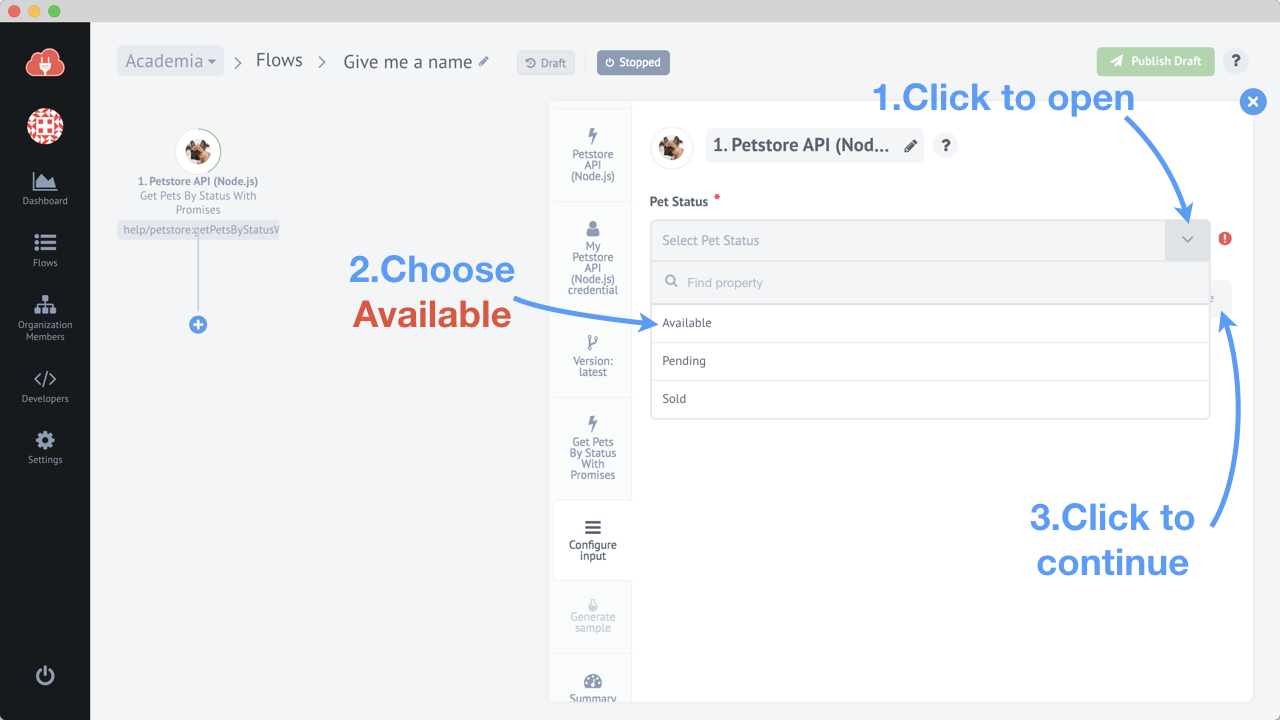 Academia
Flows
Give me a name
Draft
Stopped
Publish Draft
?
1.Click to open
Dashboard
Flows
Organization
Members
Developers
Settings
1. Petstore API (Node.js)
Get Pets By Status With
Promises
help/petstore:getPetsByStatusW
2.Choose
Available
Petstore
API
(Node.js)
My
Petstore
API
(Node.js)
credential
Version:
latest
Get Pets
By Status
With
Promises
Configure
input
Generate
sample
Summary
1. Petstore API (Nod...
?
Pet Status *
Select Pet Status
Find property
Available
Pending
Sold
e
3.Click to
continue